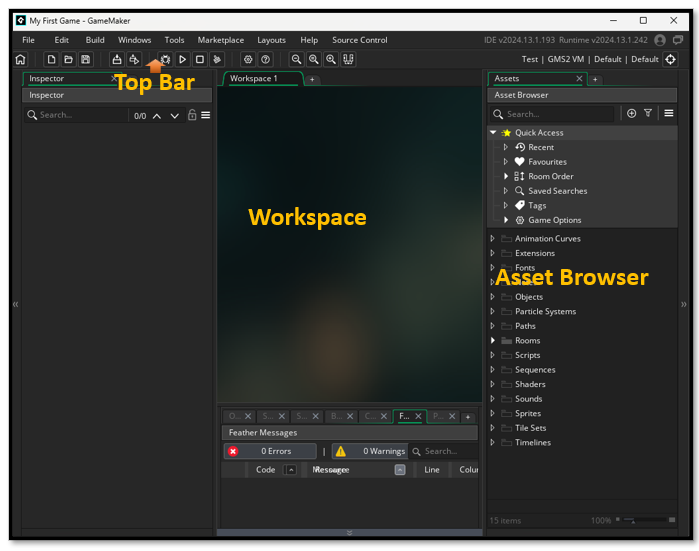 My First Game - GameMaker
File Edit Build Windows Tools Marketplace Layouts Help Source Control IDE v2024.13.1.193 Runtime v2024.13.1.242
Test | GMS2 VM | Default | Default
Top Bar
Inspector
Inspector
Search... 0/0
Workspace 1
Workspace
Assets
Asset Browser
Search...
Quick Access
Recent
Favourites
Room Order
Saved Searches
Tags
Game Options
Animation Curves
Extensions
Fonts
Asset Browser
Objects
Particle Systems
Paths
Rooms
Scripts
Sequences
Shaders
Sounds
Sprites
Tile Sets
Timelines
15 items 100%
O... S... S... B... C... F... P...
Feather Messages
0 Errors | 0 Warnings Search...
Code Message Line Colur